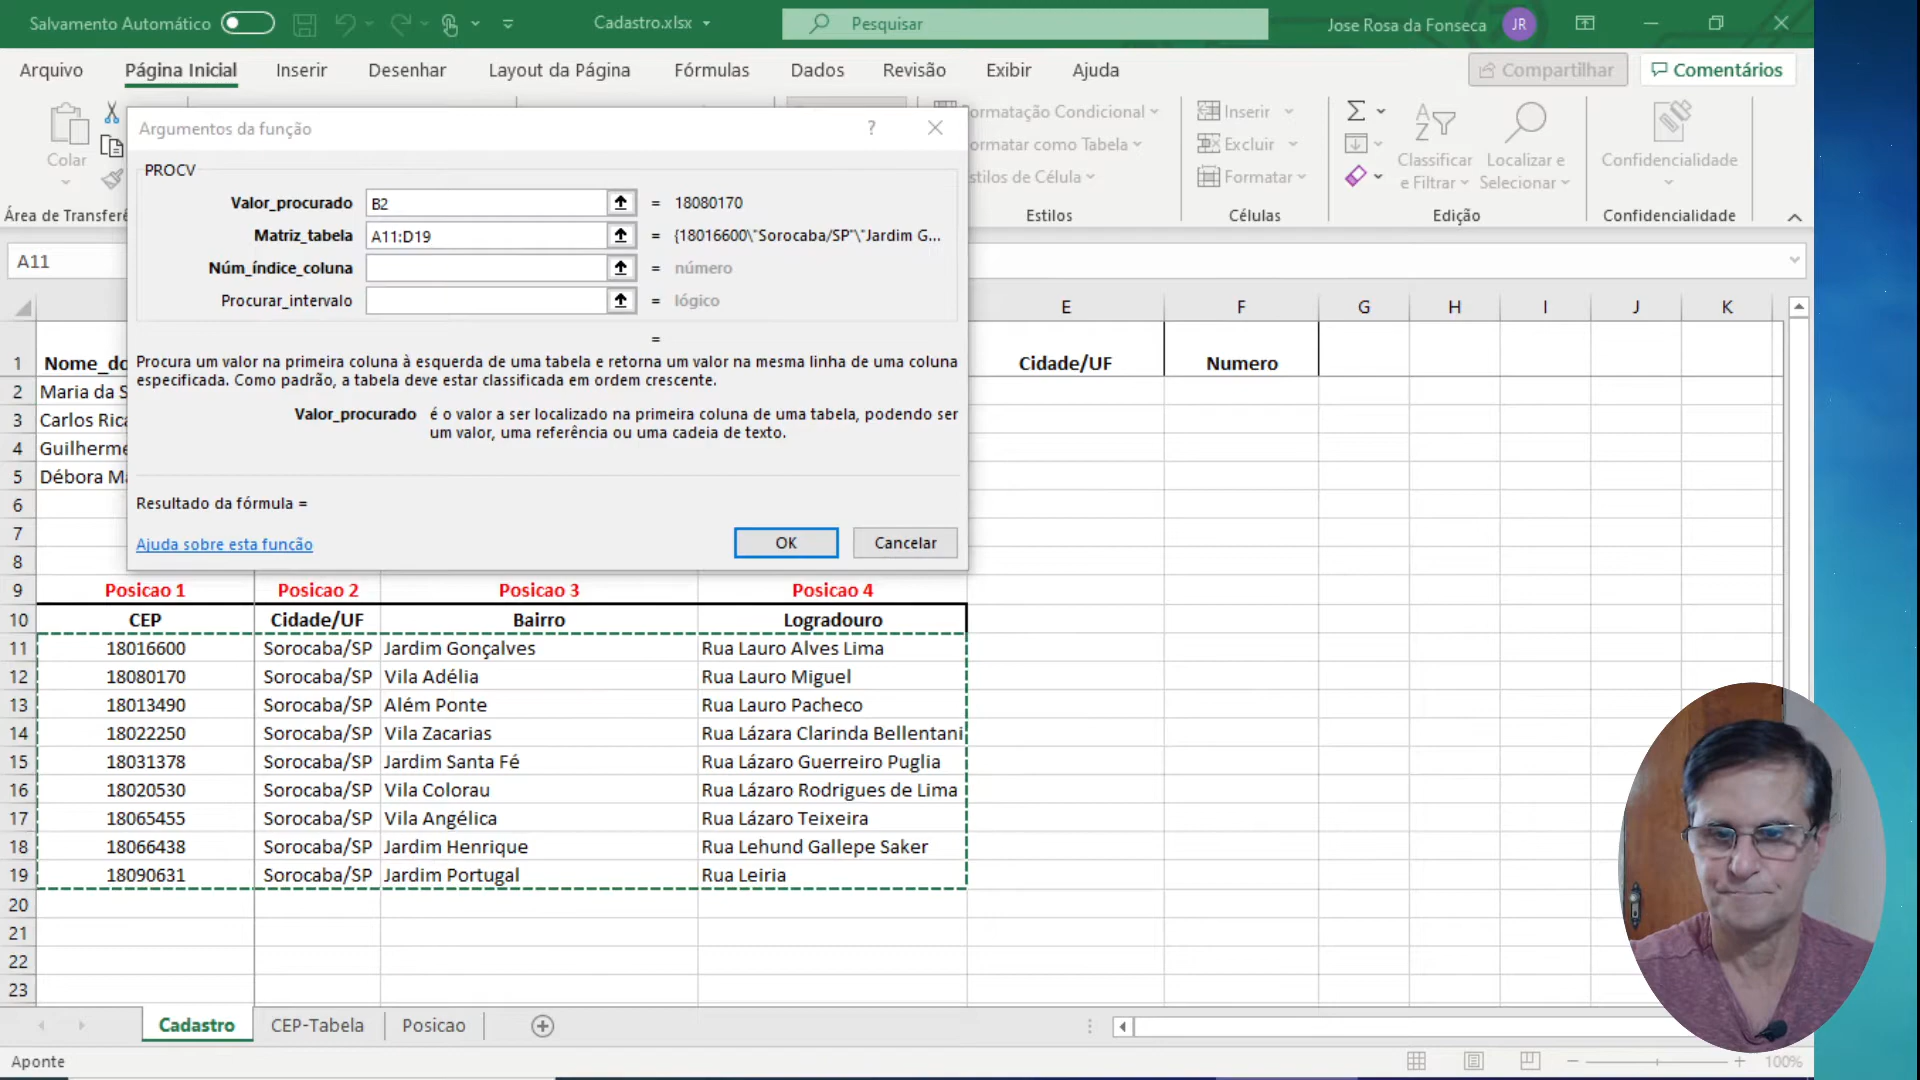 Salvamento Automático
Cadastro.xlsx
Pesquisar
Jose Rosa da Fonseca
JR
Arquivo
Página Inicial
Inserir
Desenhar
Layout da Página
Fórmulas
Dados
Revisão
Exibir
Ajuda
Compartilhar
Comentários
Colar
Área de Transferê
ormatação Condicional
ormatar como Tabela
stilos de Célula
Estilos
Inserir
Excluir
Formatar
Células
Classificar
e Filtrar
Localizar e
Selecionar
Edição
Confidencialidade
Confidencialidade
Argumentos da função
?
PROCV
Valor_procurado B2 = 18080170
Matriz_tabela A11:D19 = {18016600\"Sorocaba/SP"\"Jardim G...
Núm_índice_coluna = número
Procurar_intervalo = lógico
=
Procura um valor na primeira coluna à esquerda de uma tabela e retorna um valor na mesma linha de uma coluna
especificada. Como padrão, a tabela deve estar classificada em ordem crescente.
Valor_procurado é o valor a ser localizado na primeira coluna de uma tabela, podendo ser
um valor, uma referência ou uma cadeia de texto.
Resultado da fórmula =
Ajuda sobre esta função
OK
Cancelar
A11
E F G H I J K
1 Nome_do Cidade/UF Numero
2 Maria da S
3 Carlos Rica
4 Guilherme
5 Débora Ma
6
7
8
9 Posicao 1 Posicao 2 Posicao 3 Posicao 4
10 CEP Cidade/UF Bairro Logradouro
11 18016600 Sorocaba/SP Jardim Gonçalves Rua Lauro Alves Lima
12 18080170 Sorocaba/SP Vila Adélia Rua Lauro Miguel
13 18013490 Sorocaba/SP Além Ponte Rua Lauro Pacheco
14 18022250 Sorocaba/SP Vila Zacarias Rua Lázara Clarinda Bellentani
15 18031378 Sorocaba/SP Jardim Santa Fé Rua Lázaro Guerreiro Puglia
16 18020530 Sorocaba/SP Vila Colorau Rua Lázaro Rodrigues de Lima
17 18065455 Sorocaba/SP Vila Angélica Rua Lázaro Teixeira
18 18066438 Sorocaba/SP Jardim Henrique Rua Lehund Gallepe Saker
19 18090631 Sorocaba/SP Jardim Portugal Rua Leiria
20
21
22
23
Cadastro
CEP-Tabela
Posicao
Aponte
100%